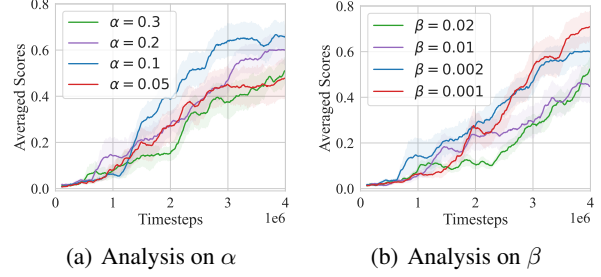 0.8
0.6
0.4
0.2
0.0
Averaged Scores
α = 0.3
α = 0.2
α = 0.1
α = 0.05
0 1 2 3 4
1e6
Timesteps
(a) Analysis on α
0.8
0.6
0.4
0.2
0.0
Averaged Scores
β = 0.02
β = 0.01
β = 0.002
β = 0.001
0 1 2 3 4
1e6
Timesteps
(b) Analysis on β